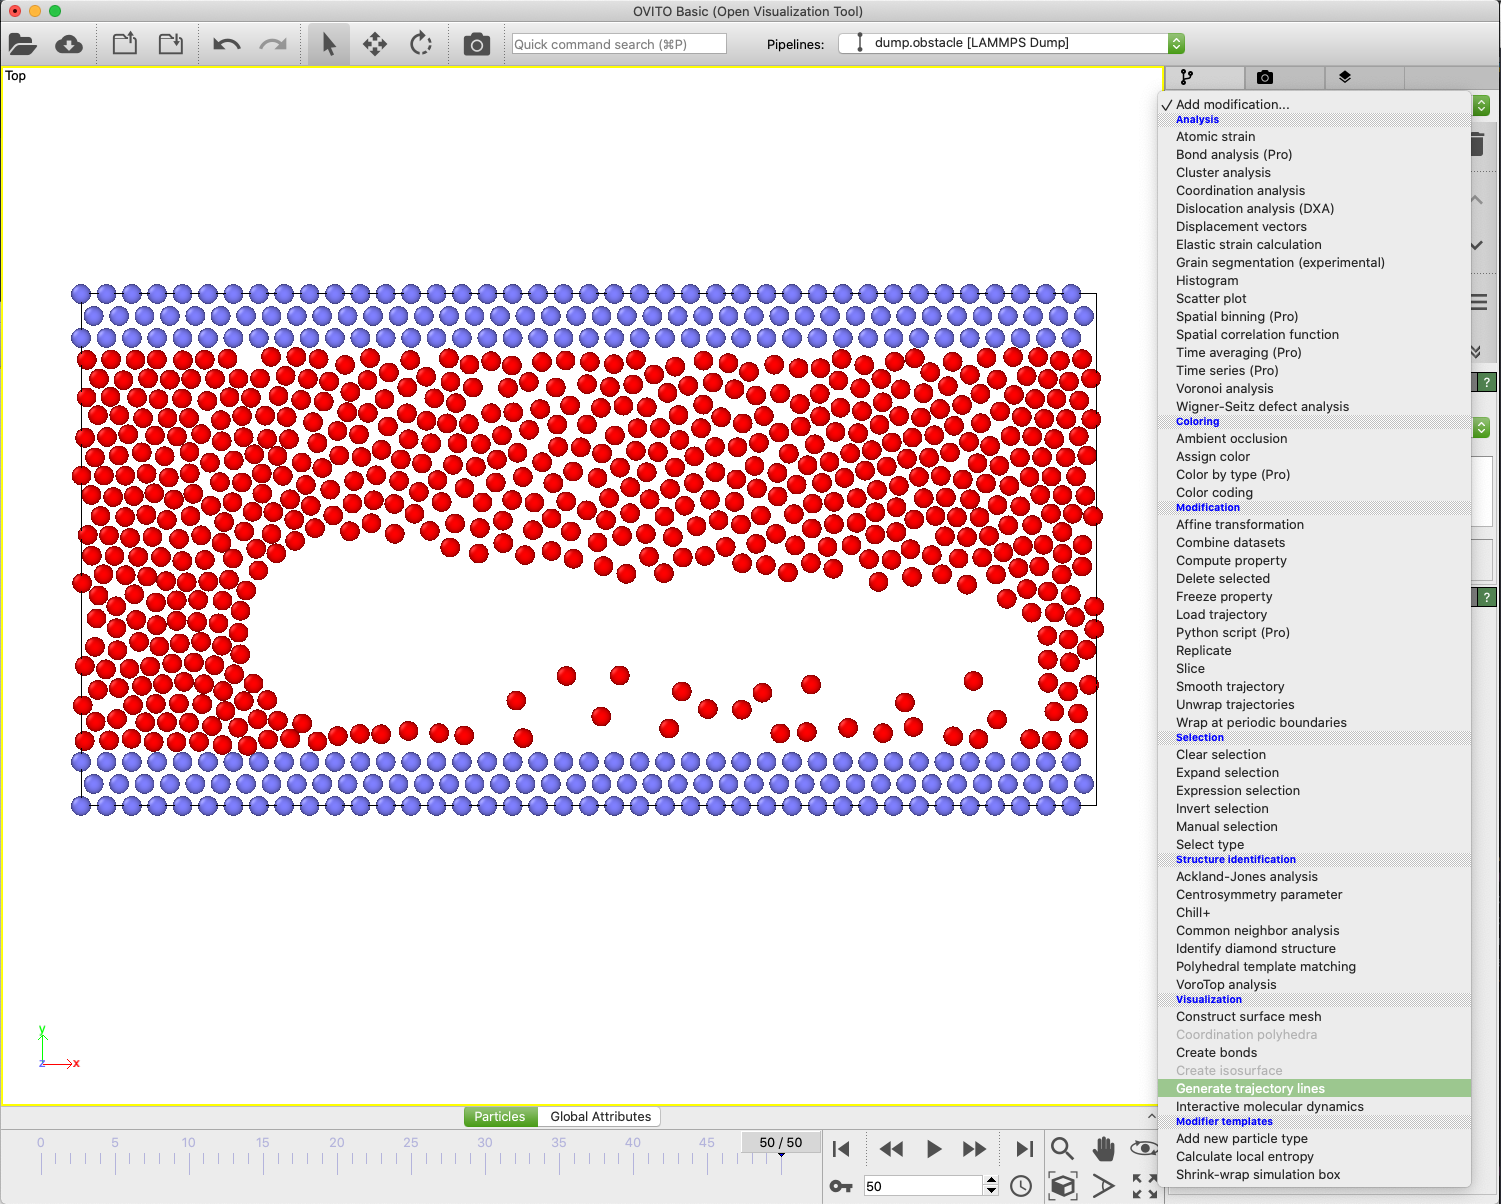 OVITO Basic (Open Visualization Tool)
Quick command search (⌘P)
Pipelines:
dump.obstacle [LAMMPS Dump]
Top
✓ Add modification...
Analysis
Atomic strain
Bond analysis (Pro)
Cluster analysis
Coordination analysis
Dislocation analysis (DXA)
Displacement vectors
Elastic strain calculation
Grain segmentation (experimental)
Histogram
Scatter plot
Spatial binning (Pro)
Spatial correlation function
Time averaging (Pro)
Time series (Pro)
Voronoi analysis
Wigner-Seitz defect analysis
Coloring
Ambient occlusion
Assign color
Color by type (Pro)
Color coding
Modification
Affine transformation
Combine datasets
Compute property
Delete selected
Freeze property
Load trajectory
Python script (Pro)
Replicate
Slice
Smooth trajectory
Unwrap trajectories
Wrap at periodic boundaries
Selection
Clear selection
Expand selection
Expression selection
Invert selection
Manual selection
Select type
Structure identification
Ackland-Jones analysis
Centrosymmetry parameter
Chill+
Common neighbor analysis
Identify diamond structure
Polyhedral template matching
VoroTop analysis
Visualization
Construct surface mesh
Coordination polyhedra
Create bonds
Create isosurface
Generate trajectory lines
Interactive molecular dynamics
Modifier templates
Add new particle type
Calculate local entropy
Shrink-wrap simulation box
?
?
y
z x
Particles Global Attributes
0 5 10 15 20 25 30 35 40 45 50 / 50
50